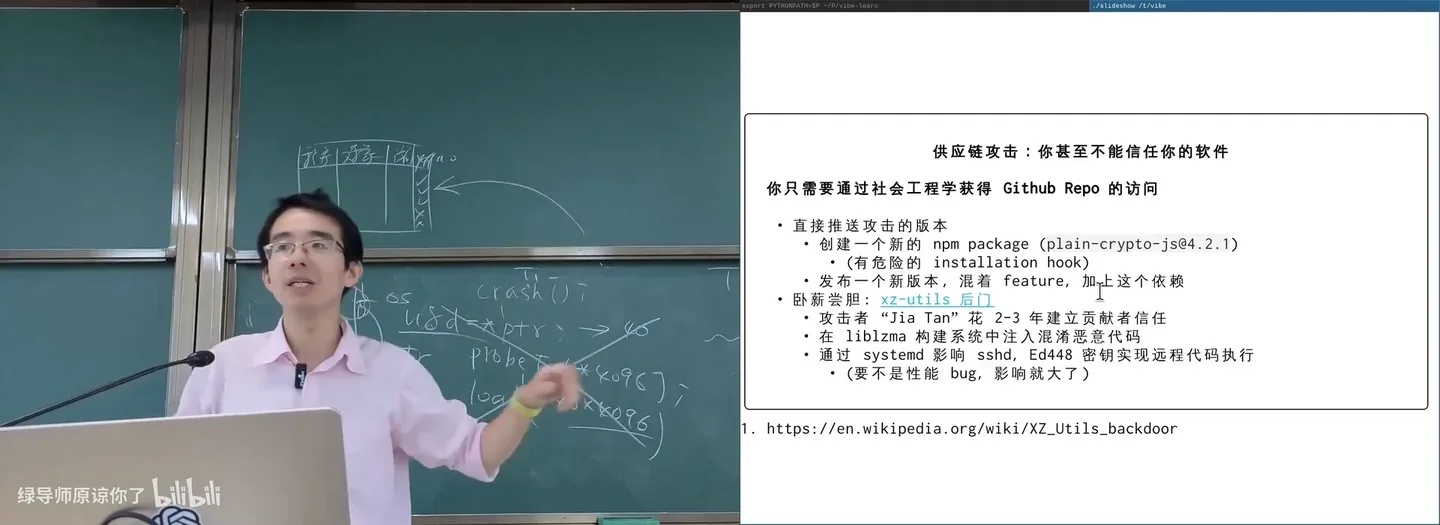 export PYTHONPATH=$P ~/P/vibe-learn
./slideshow /t/vibe
供应链攻击：你甚至不能信任你的软件
你只需要通过社会工程学获得 Github Repo 的访问
• 直接推送攻击的版本
• 创建一个新的 npm package (plain-crypto-js@4.2.1)
• (有危险的 installation hook)
• 发布一个新版本, 混着 feature, 加上这个依赖
• 卧薪尝胆: xz-utils 后门
• 攻击者 “Jia Tan” 花 2-3 年建立贡献者信任
• 在 liblzma 构建系统中注入混淆恶意代码
• 通过 systemd 影响 sshd, Ed448 密钥实现远程代码执行
• (要不是性能 bug, 影响就大了)
1. https://en.wikipedia.org/wiki/XZ_Utils_backdoor
os
crash();
*ptr;
probe
*4096];
*4096
)
绿导师原谅你了 bilibili